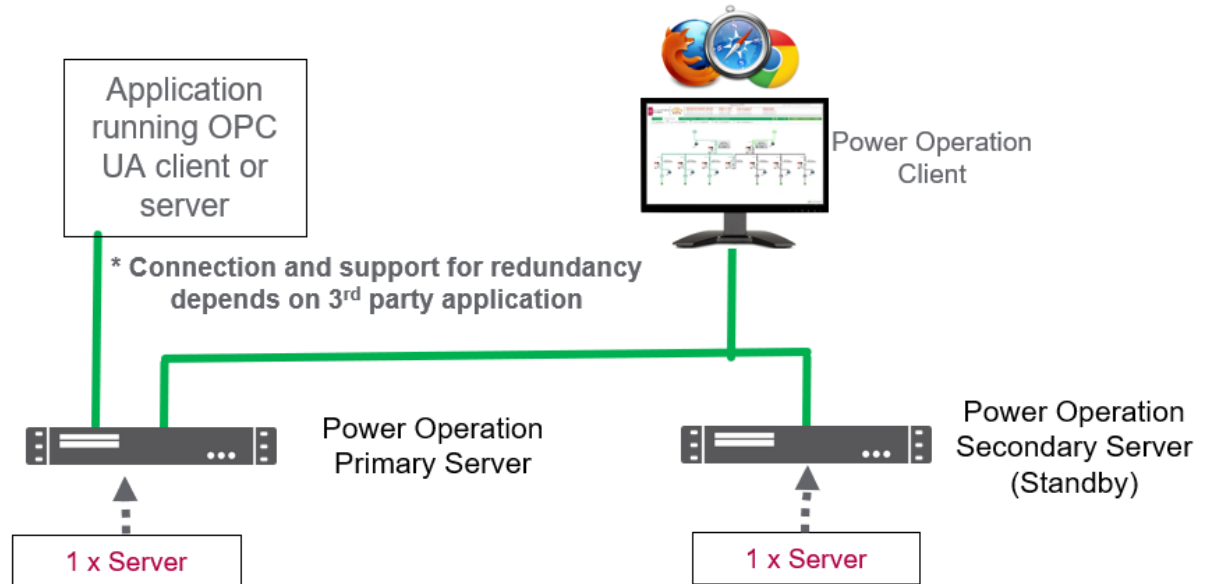 Application
running OPC
UA client or
server
Power Operation
Client
* Connection and support for redundancy
depends on 3rd party application
Power Operation
Primary Server
Power Operation
Secondary Server
(Standby)
1 x Server
1 x Server